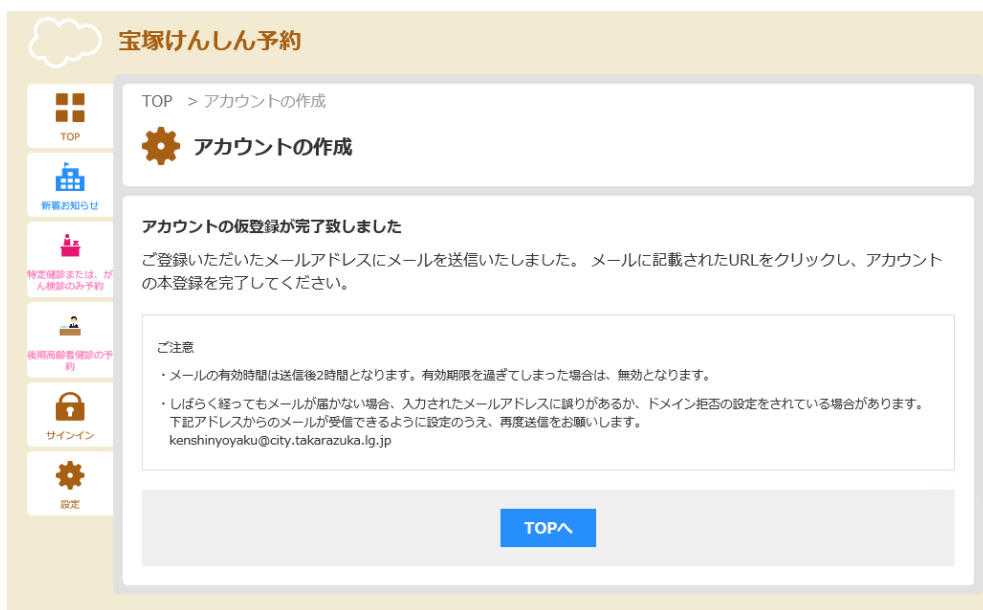 宝塚けんしん予約
TOP
新着お知らせ
特定健診または、が
ん検診のみ予約
後期高齢者健診の予
約
サインイン
設定
TOP > アカウントの作成
アカウントの作成
アカウントの仮登録が完了致しました
ご登録いただいたメールアドレスにメールを送信いたしました。 メールに記載されたURLをクリックし、アカウント
の本登録を完了してください。
ご注意
・メールの有効時間は送信後2時間となります。有効期限を過ぎてしまった場合は、無効となります。
・しばらく経ってもメールが届かない場合、入力されたメールアドレスに誤りがあるか、ドメイン拒否の設定をされている場合があります。
下記アドレスからのメールが受信できるように設定のうえ、再度送信をお願いします。
kenshinyoyaku@city.takarazuka.lg.jp
TOPへ